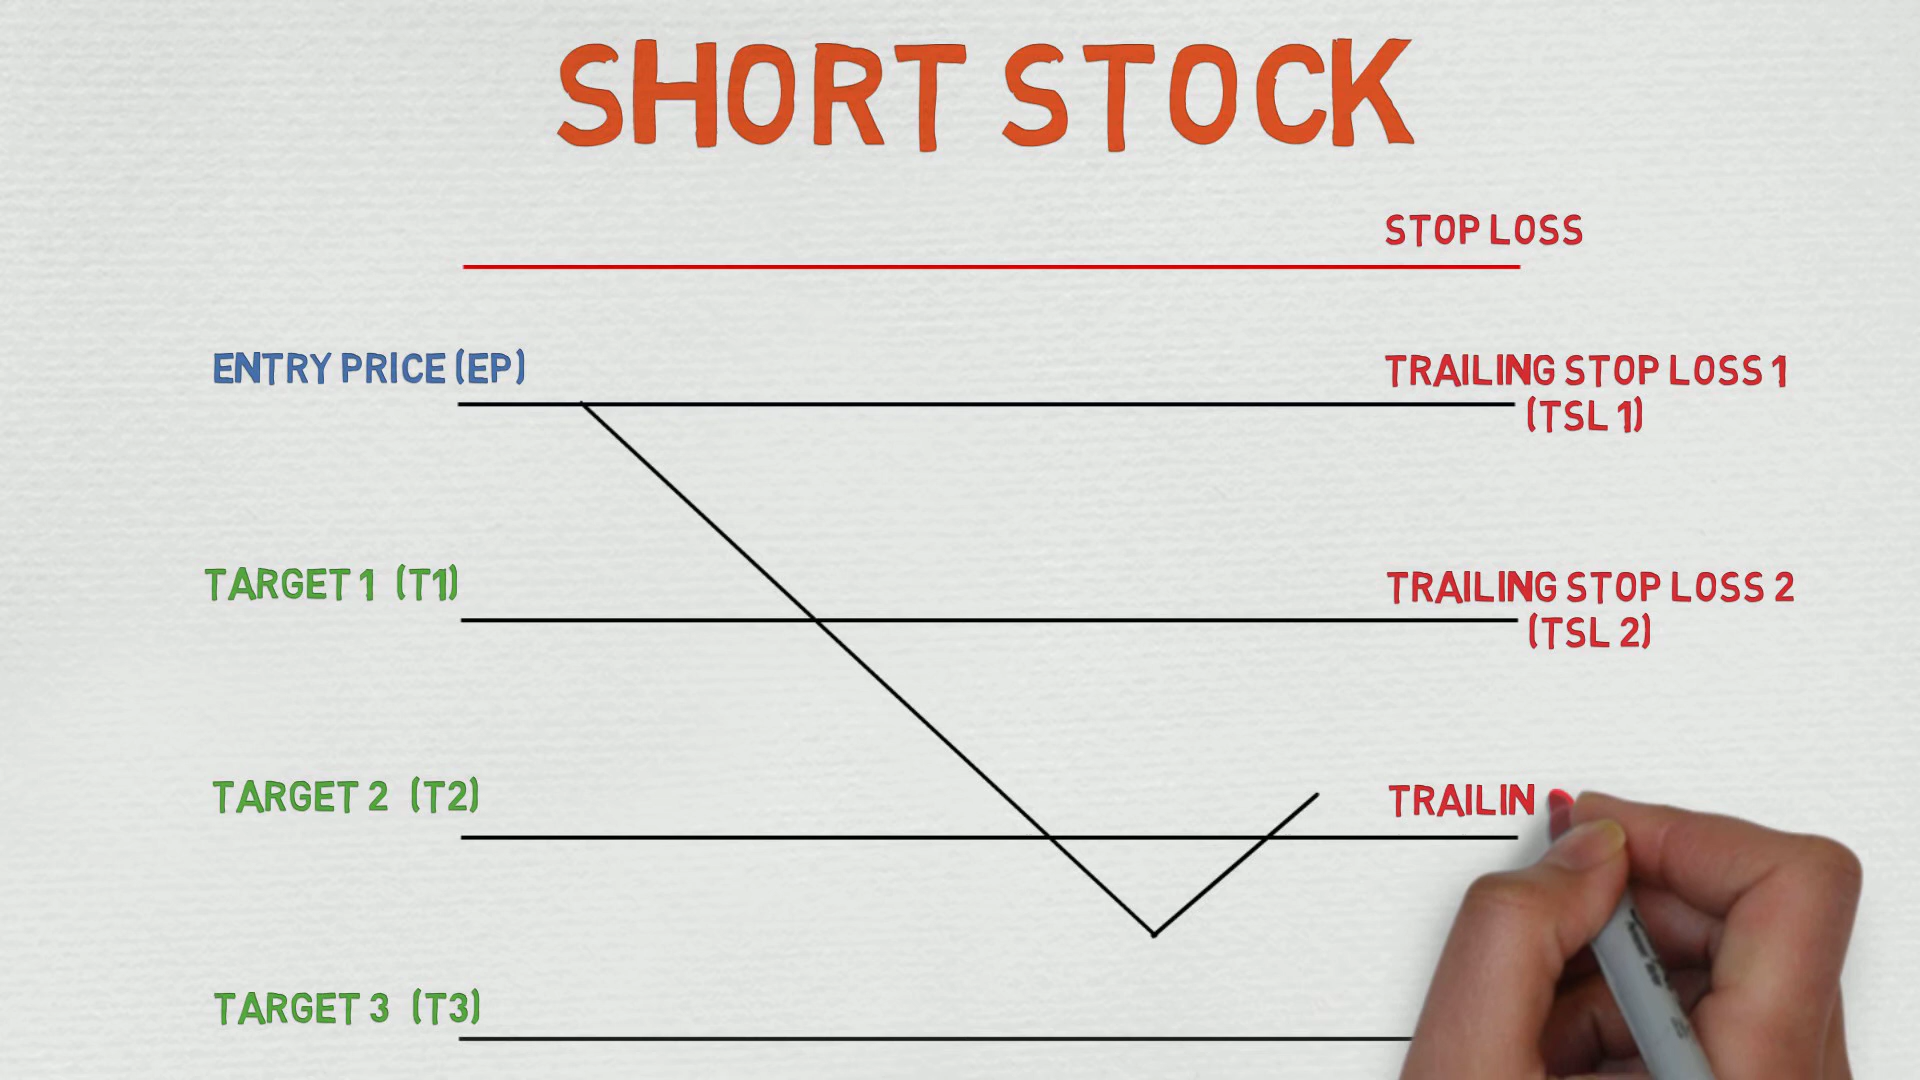 SHORT STOCK
STOP LOSS
ENTRY PRICE (EP)
TRAILING STOP LOSS 1
(TSL 1)
TARGET 1 (T1)
TRAILING STOP LOSS 2
(TSL 2)
TARGET 2 (T2)
TRAILIN
TARGET 3 (T3)